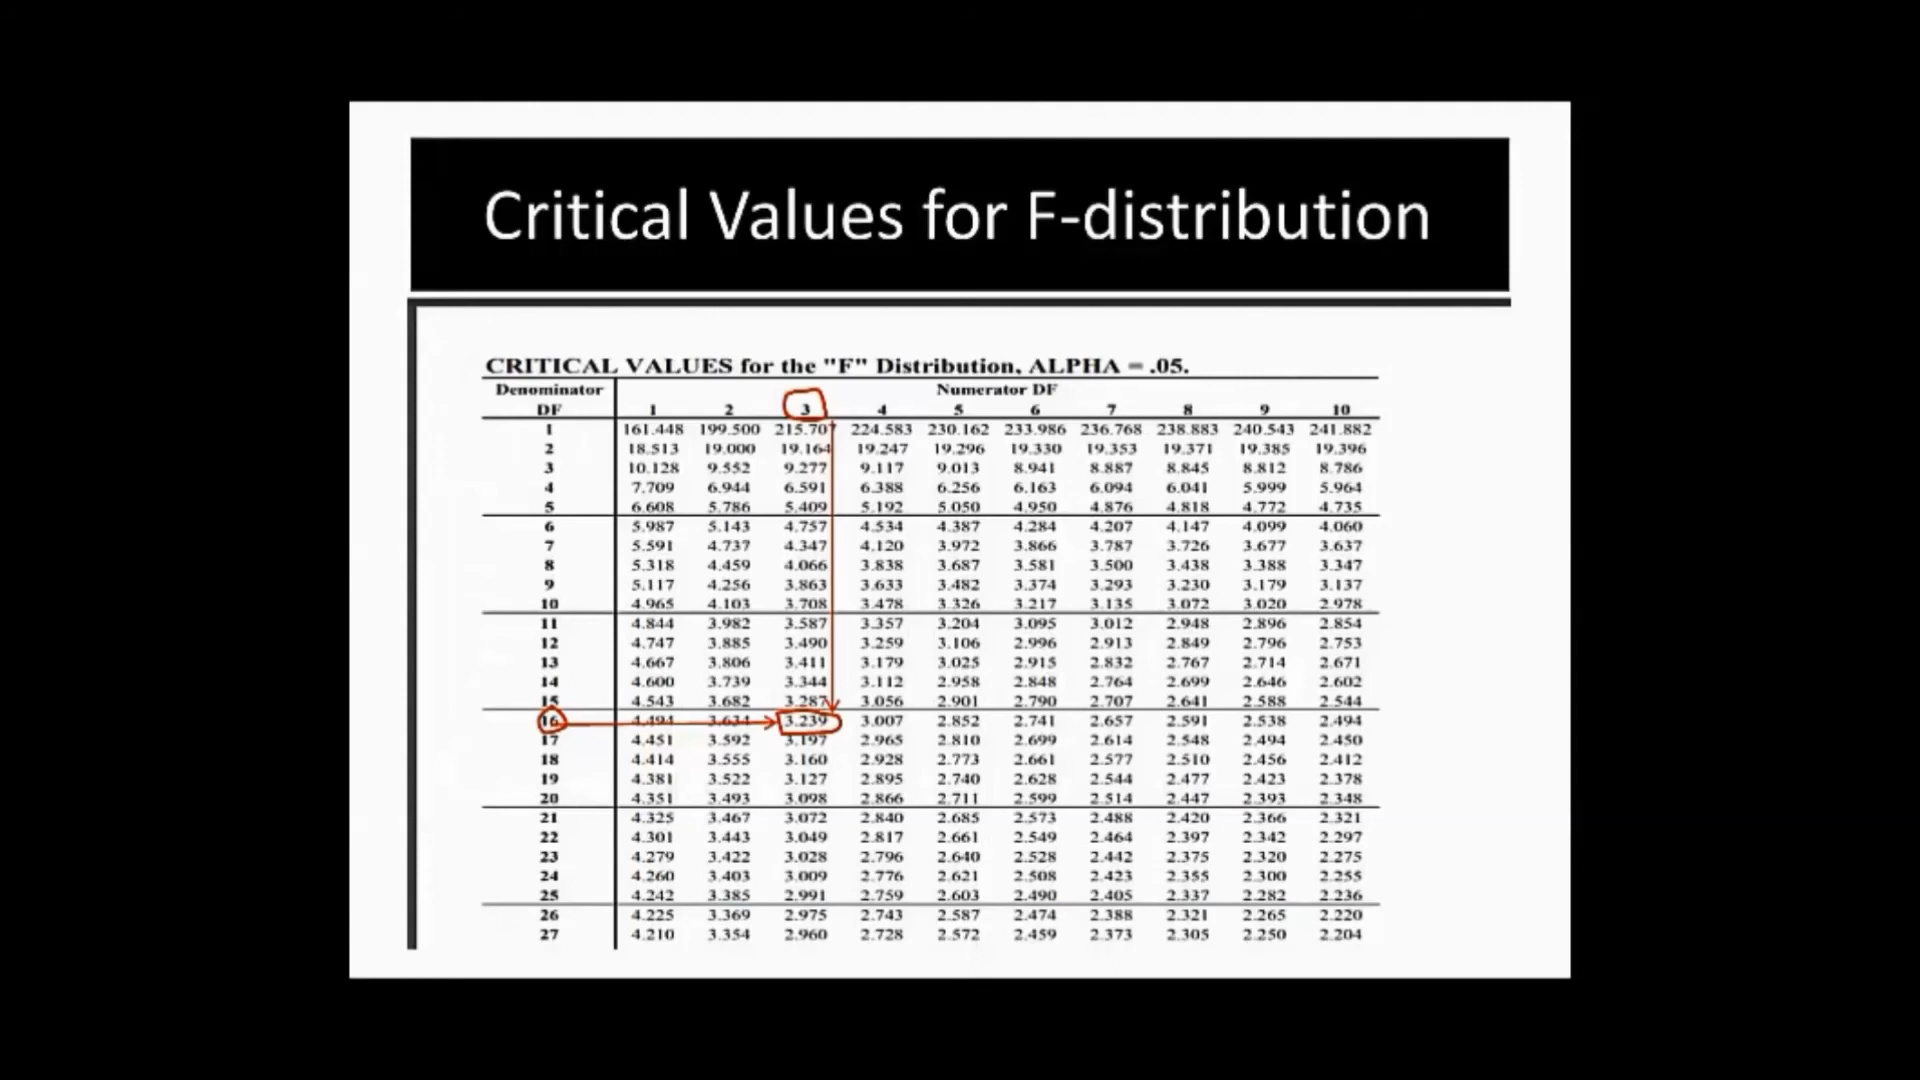 Critical Values for F-distribution
CRITICAL VALUES for the "F" Distribution, ALPHA = .05.
Denominator Numerator DF
DF 1 2 3 4 5 6 7 8 9 10
1 161.448 199.500 215.707 224.583 230.162 233.986 236.768 238.883 240.543 241.882
2 18.513 19.000 19.164 19.247 19.296 19.330 19.353 19.371 19.385 19.396
3 10.128 9.552 9.277 9.117 9.013 8.941 8.887 8.845 8.812 8.786
4 7.709 6.944 6.591 6.388 6.256 6.163 6.094 6.041 5.999 5.964
5 6.608 5.786 5.409 5.192 5.050 4.950 4.876 4.818 4.772 4.735
6 5.987 5.143 4.757 4.534 4.387 4.284 4.207 4.147 4.099 4.060
7 5.591 4.737 4.347 4.120 3.972 3.866 3.787 3.726 3.677 3.637
8 5.318 4.459 4.066 3.838 3.687 3.581 3.500 3.438 3.388 3.347
9 5.117 4.256 3.863 3.633 3.482 3.374 3.293 3.230 3.179 3.137
10 4.965 4.103 3.708 3.478 3.326 3.217 3.135 3.072 3.020 2.978
11 4.844 3.982 3.587 3.357 3.204 3.095 3.012 2.948 2.896 2.854
12 4.747 3.885 3.490 3.259 3.106 2.996 2.913 2.849 2.796 2.753
13 4.667 3.806 3.411 3.179 3.025 2.915 2.832 2.767 2.714 2.671
14 4.600 3.739 3.344 3.112 2.958 2.848 2.764 2.699 2.646 2.602
15 4.543 3.682 3.287 3.056 2.901 2.790 2.707 2.641 2.588 2.544
16 4.494 3.634 3.239 3.007 2.852 2.741 2.657 2.591 2.538 2.494
17 4.451 3.592 3.197 2.965 2.810 2.699 2.614 2.548 2.494 2.450
18 4.414 3.555 3.160 2.928 2.773 2.661 2.577 2.510 2.456 2.412
19 4.381 3.522 3.127 2.895 2.740 2.628 2.544 2.477 2.423 2.378
20 4.351 3.493 3.098 2.866 2.711 2.599 2.514 2.447 2.393 2.348
21 4.325 3.467 3.072 2.840 2.685 2.573 2.488 2.420 2.366 2.321
22 4.301 3.443 3.049 2.817 2.661 2.549 2.464 2.397 2.342 2.297
23 4.279 3.422 3.028 2.796 2.640 2.528 2.442 2.375 2.320 2.275
24 4.260 3.403 3.009 2.776 2.621 2.508 2.423 2.355 2.300 2.255
25 4.242 3.385 2.991 2.759 2.603 2.490 2.405 2.337 2.282 2.236
26 4.225 3.369 2.975 2.743 2.587 2.474 2.388 2.321 2.265 2.220
27 4.210 3.354 2.960 2.728 2.572 2.459 2.373 2.305 2.250 2.204